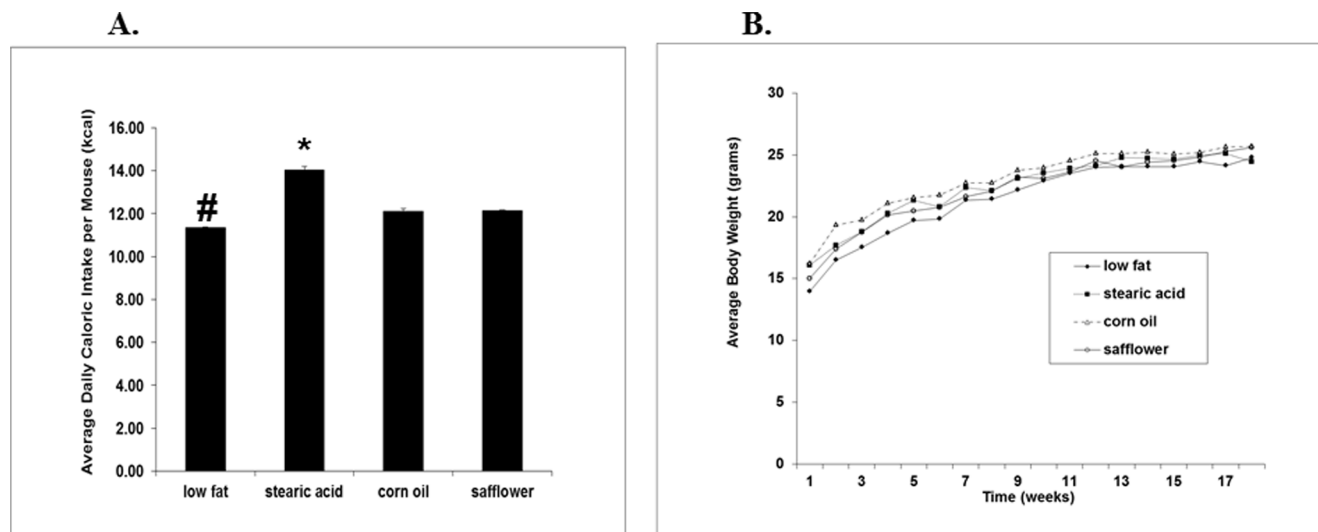 A.
Average Daily Caloric Intake per Mouse (kcal)
16.00
14.00
12.00
10.00
8.00
6.00
4.00
2.00
0.00
#
*
low fat
stearic acid
corn oil
safflower
B.
Average Body Weight (grams)
30
25
20
15
10
5
0
low fat
stearic acid
corn oil
safflower
1 3 5 7 9 11 13 15 17
Time (weeks)